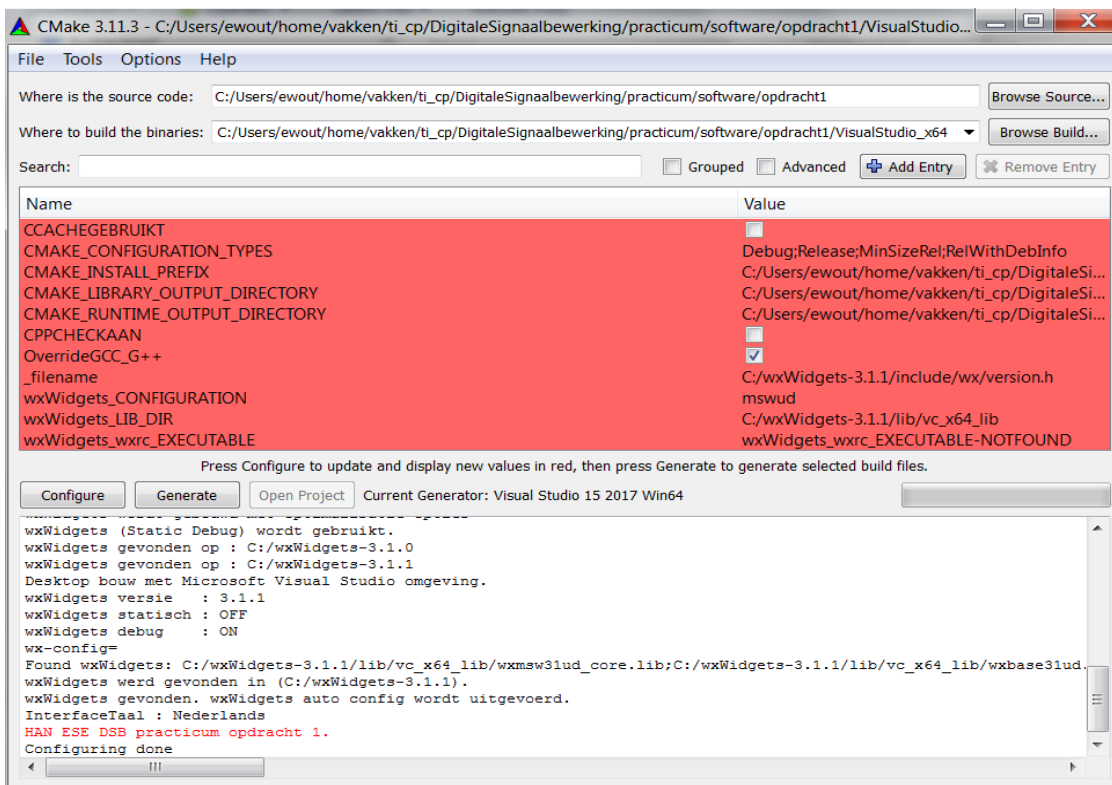 CMake 3.11.3 - C:/Users/ewout/home/vakken/ti_cp/DigitaleSignaalbewerking/practicum/software/opdracht1/VisualStudio...
File Tools Options Help
Where is the source code: C:/Users/ewout/home/vakken/ti_cp/DigitaleSignaalbewerking/practicum/software/opdracht1 Browse Source...
Where to build the binaries: C:/Users/ewout/home/vakken/ti_cp/DigitaleSignaalbewerking/practicum/software/opdracht1/VisualStudio_x64 Browse Build...
Search: Grouped Advanced Add Entry Remove Entry
Name Value
CCACHEGEBRUIKT
CMAKE_CONFIGURATION_TYPES Debug;Release;MinSizeRel;RelWithDebInfo
CMAKE_INSTALL_PREFIX C:/Users/ewout/home/vakken/ti_cp/DigitaleSi...
CMAKE_LIBRARY_OUTPUT_DIRECTORY C:/Users/ewout/home/vakken/ti_cp/DigitaleSi...
CMAKE_RUNTIME_OUTPUT_DIRECTORY C:/Users/ewout/home/vakken/ti_cp/DigitaleSi...
CPPCHECKAAN
OverrideGCC_G++
_filename C:/wxWidgets-3.1.1/include/wx/version.h
wxWidgets_CONFIGURATION mswud
wxWidgets_LIB_DIR C:/wxWidgets-3.1.1/lib/vc_x64_lib
wxWidgets_wxrc_EXECUTABLE wxWidgets_wxrc_EXECUTABLE-NOTFOUND
Press Configure to update and display new values in red, then press Generate to generate selected build files.
Configure Generate Open Project Current Generator: Visual Studio 15 2017 Win64
wxWidgets (Static Debug) wordt gebruikt.
wxWidgets gevonden op : C:/wxWidgets-3.1.0
wxWidgets gevonden op : C:/wxWidgets-3.1.1
Desktop bouw met Microsoft Visual Studio omgeving.
wxWidgets versie : 3.1.1
wxWidgets statisch : OFF
wxWidgets debug : ON
wx-config=
Found wxWidgets: C:/wxWidgets-3.1.1/lib/vc_x64_lib/wxmsw31ud_core.lib;C:/wxWidgets-3.1.1/lib/vc_x64_lib/wxbase31ud.
wxWidgets werd gevonden in (C:/wxWidgets-3.1.1).
wxWidgets gevonden. wxWidgets auto config wordt uitgevoerd.
InterfaceTaal : Nederlands
HAN ESE DSB practicum opdracht 1.
Configuring done